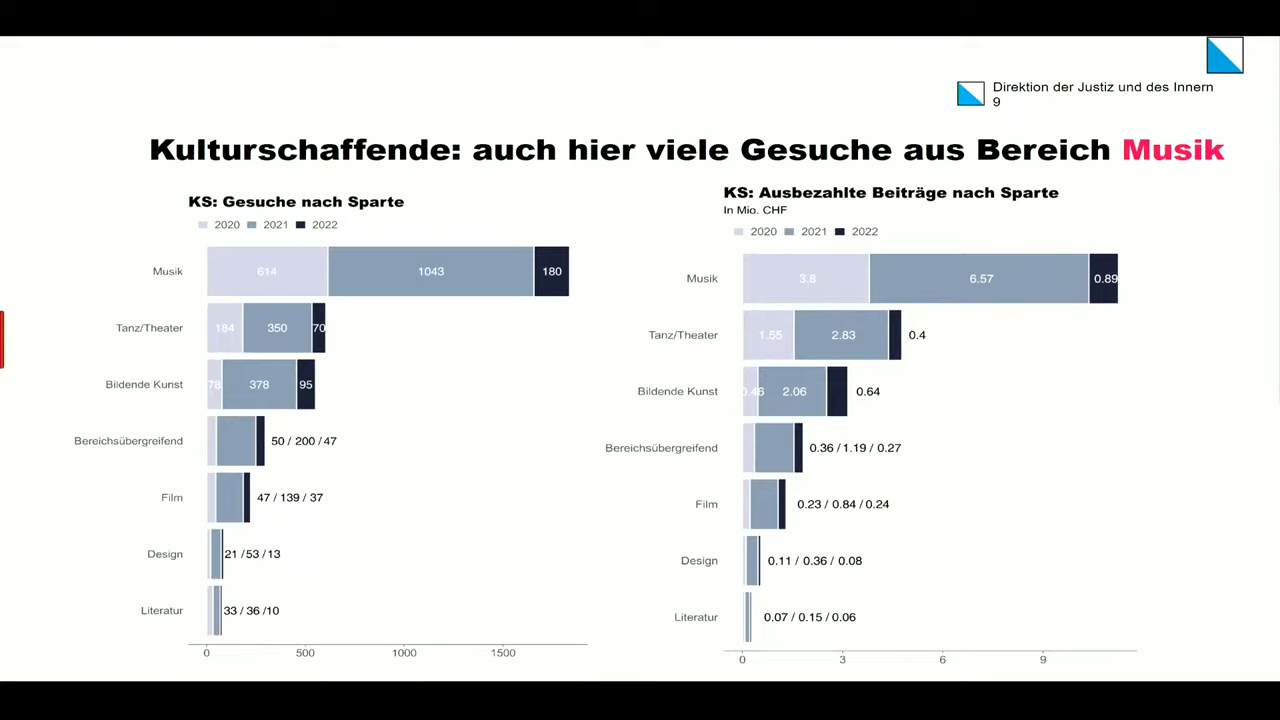 Direktion der Justiz und des Innern
9
Kulturschaffende: auch hier viele Gesuche aus Bereich Musik
KS: Gesuche nach Sparte
2020 2021 2022
Musik 614 1043 180
Tanz/Theater 184 350 70
Bildende Kunst 78 378 95
Bereichsübergreifend 50 / 200 / 47
Film 47 / 139 / 37
Design 21 / 53 / 13
Literatur 33 / 36 / 10
0 500 1000 1500
KS: Ausbezahlte Beiträge nach Sparte
In Mio. CHF
2020 2021 2022
Musik 3.8 6.57 0.89
Tanz/Theater 1.55 2.83 0.4
Bildende Kunst 0.46 2.06 0.64
Bereichsübergreifend 0.36 / 1.19 / 0.27
Film 0.23 / 0.84 / 0.24
Design 0.11 / 0.36 / 0.08
Literatur 0.07 / 0.15 / 0.06
0 3 6 9